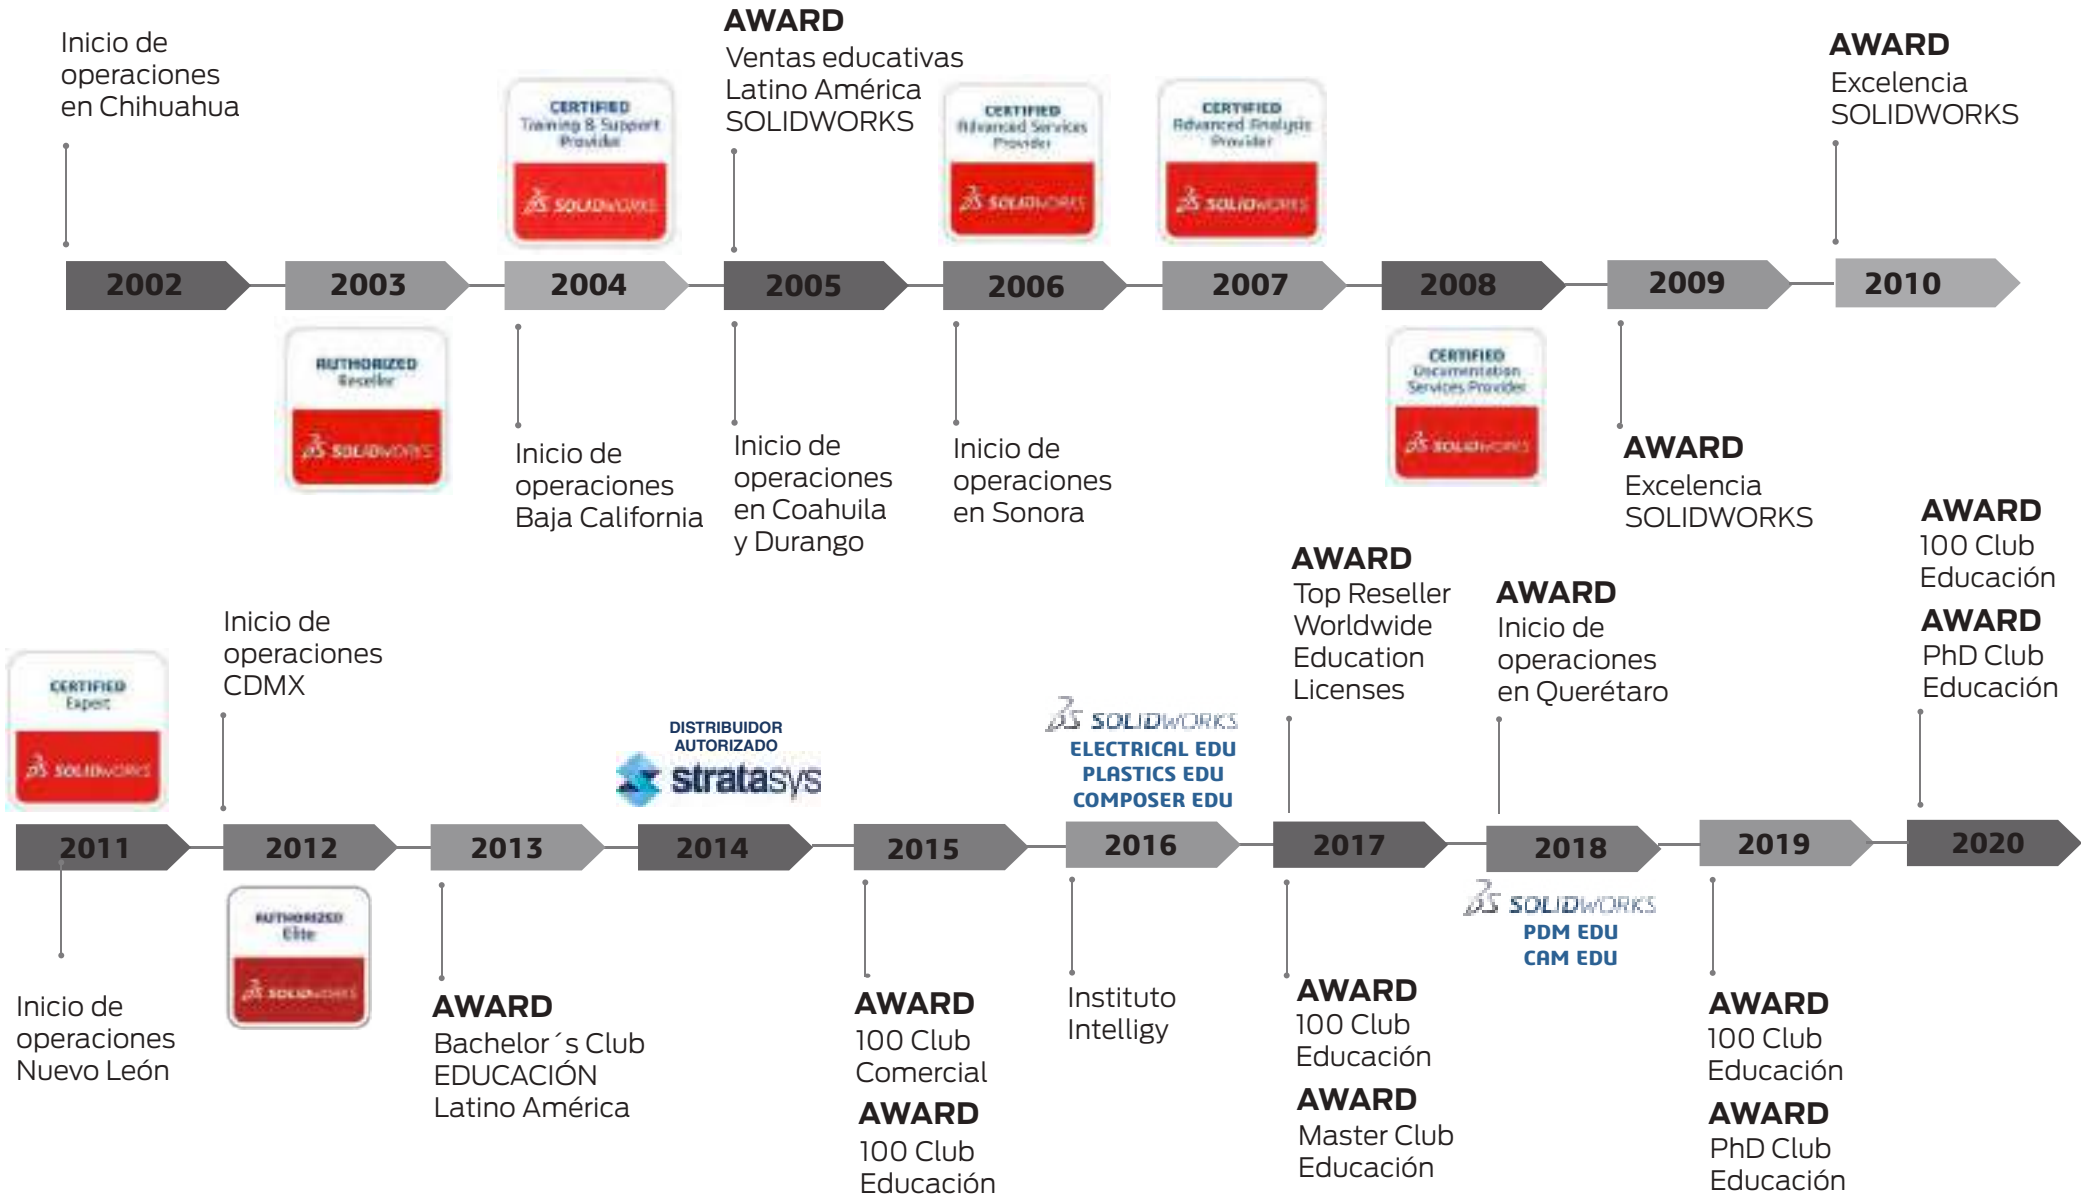 Inicio de
operaciones
en Chihuahua
2002
2003
AUTHORIZED
Reseller
SOLIDWORKS
CERTIFIED
Training & Support
Provider
SOLIDWORKS
2004
Inicio de
operaciones
Baja California
AWARD
Ventas educativas
Latino América
SOLIDWORKS
2005
Inicio de
operaciones
en Coahuila
y Durango
CERTIFIED
Advanced Services
Provider
SOLIDWORKS
2006
Inicio de
operaciones
en Sonora
CERTIFIED
Advanced Analysis
Provider
SOLIDWORKS
2007
2008
CERTIFIED
Documentation
Services Provider
SOLIDWORKS
2009
AWARD
Excelencia
SOLIDWORKS
AWARD
Excelencia
SOLIDWORKS
2010
CERTIFIED
Expert
SOLIDWORKS
2011
Inicio de
operaciones
Nuevo León
Inicio de
operaciones
CDMX
2012
AUTHORIZED
Elite
SOLIDWORKS
2013
AWARD
Bachelor´s Club
EDUCACIÓN
Latino América
DISTRIBUIDOR
AUTORIZADO
stratasys
2014
2015
AWARD
100 Club
Comercial
AWARD
100 Club
Educación
SOLIDWORKS
ELECTRICAL EDU
PLASTICS EDU
COMPOSER EDU
2016
Instituto
Intelligy
AWARD
Top Reseller
Worldwide
Education
Licenses
2017
AWARD
100 Club
Educación
AWARD
Master Club
Educación
AWARD
Inicio de
operaciones
en Querétaro
2018
SOLIDWORKS
PDM EDU
CAM EDU
2019
AWARD
100 Club
Educación
AWARD
PhD Club
Educación
AWARD
100 Club
Educación
AWARD
PhD Club
Educación
2020